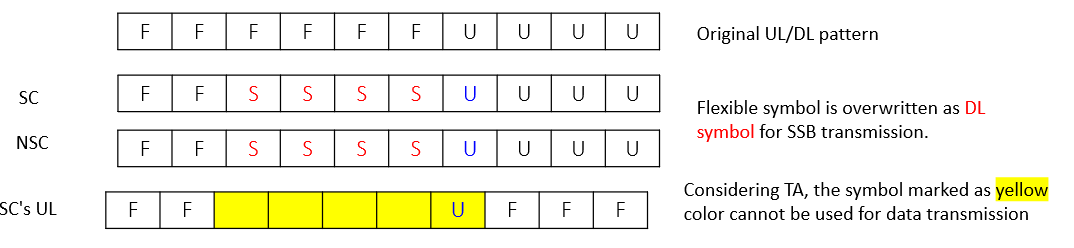 F F F F F F U U U U Original UL/DL pattern
SC F F S S S S U U U U
Flexible symbol is overwritten as DL
symbol for SSB transmission.
NSC F F S S S S U U U U
SC's UL F F U F F F
Considering TA, the symbol marked as yellow
color cannot be used for data transmission